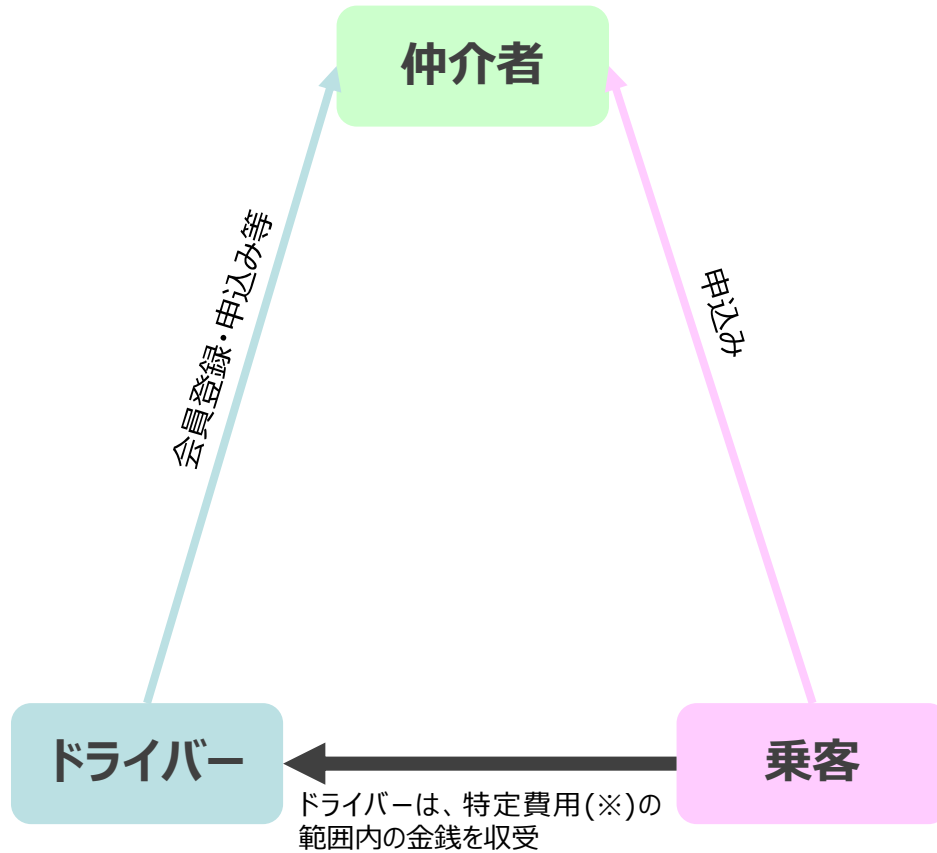 仲介者
会員登録・申込み等
申込み
ドライバー
乗客
ドライバーは、特定費用(※)の
範囲内の金銭を収受